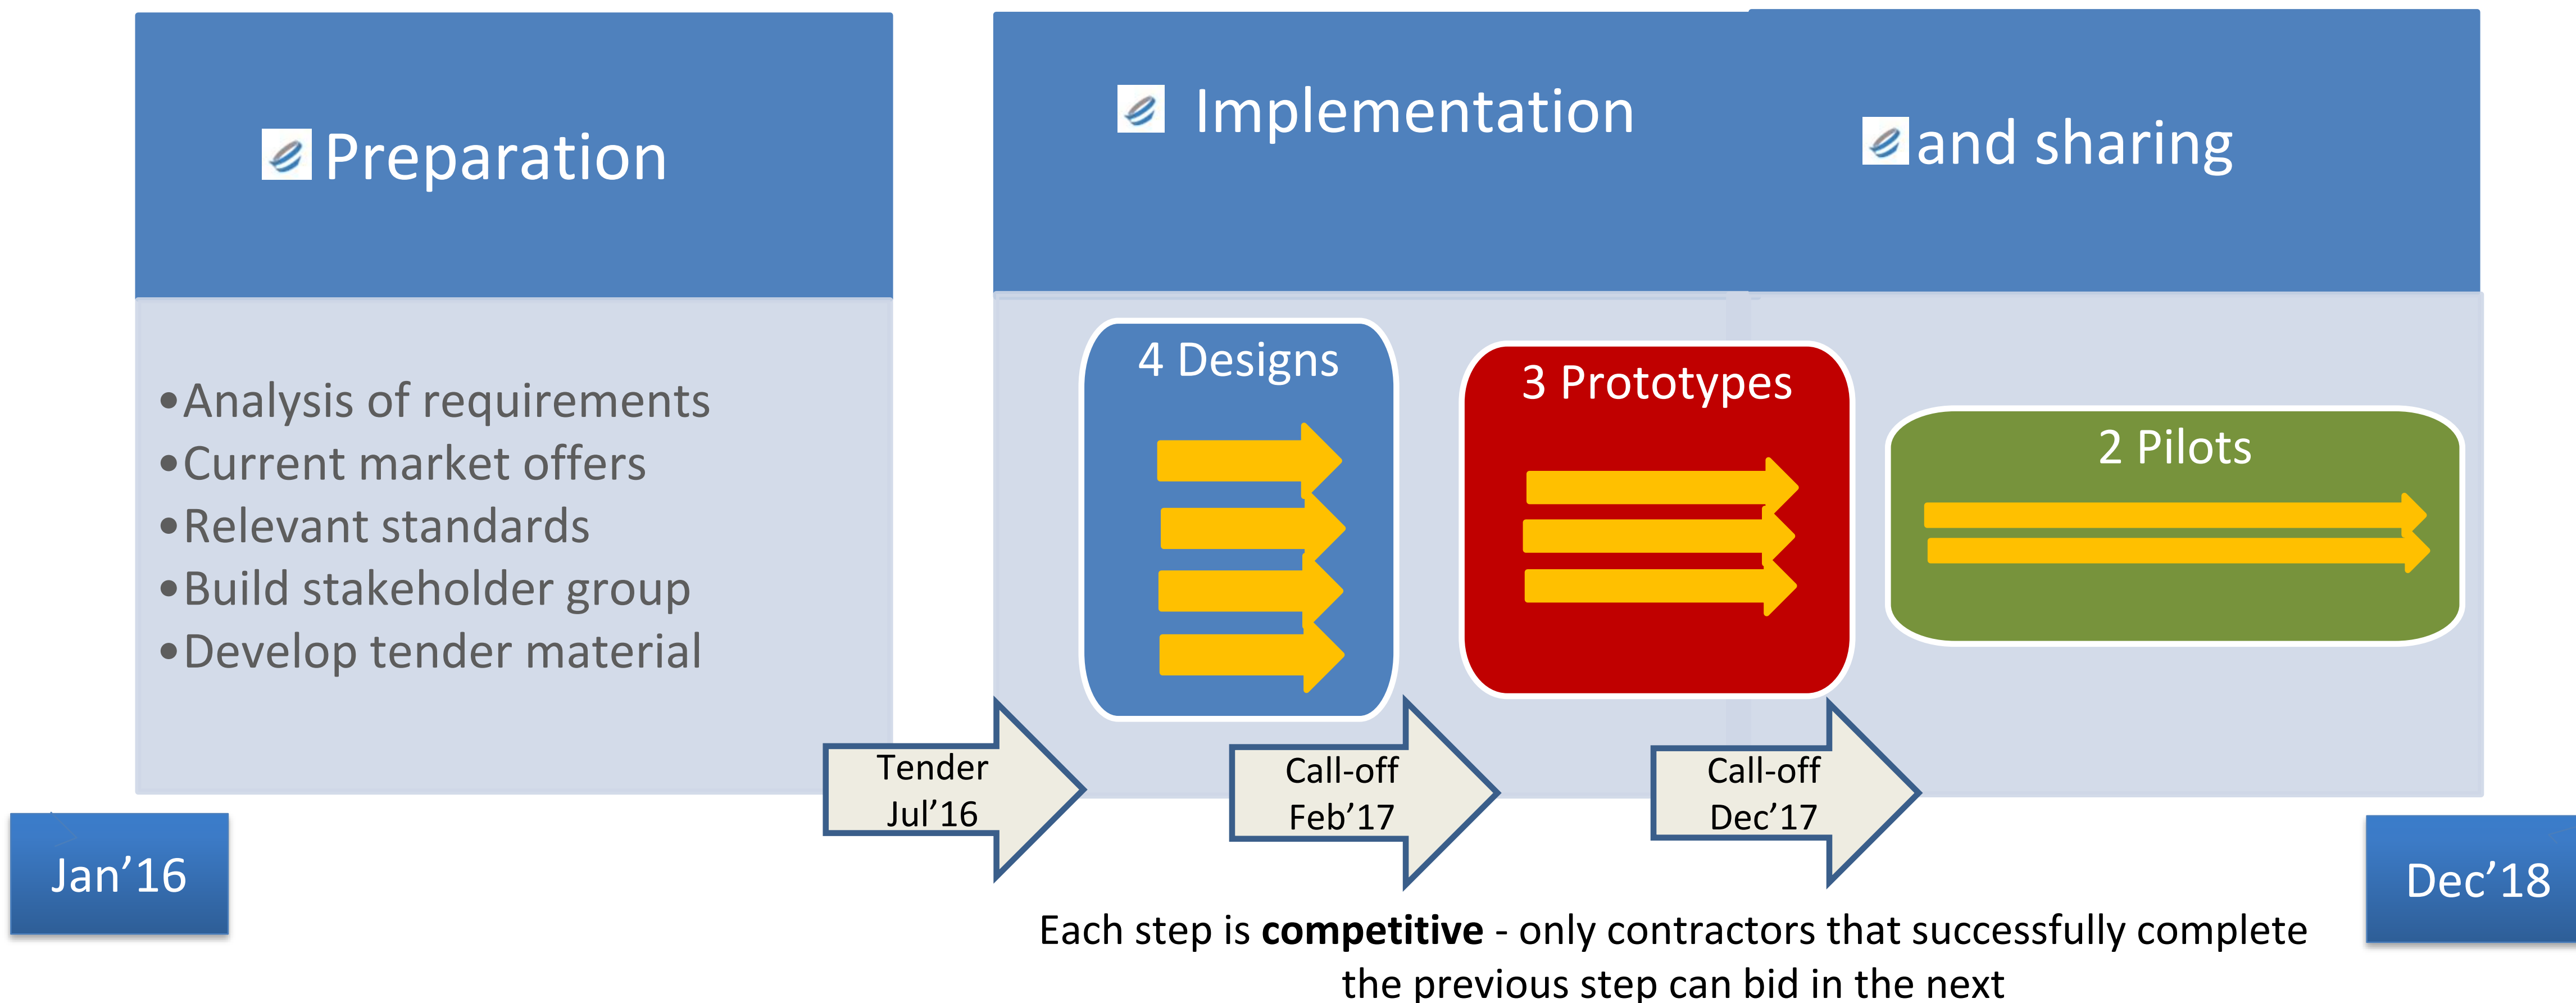 Preparation
Implementation
and sharing
•Analysis of requirements
•Current market offers
•Relevant standards
•Build stakeholder group
•Develop tender material
4 Designs
3 Prototypes
2 Pilots
Tender
Jul’16
Call-off
Feb’17
Call-off
Dec’17
Jan’16
Dec’18
Each step is competitive - only contractors that successfully complete
the previous step can bid in the next